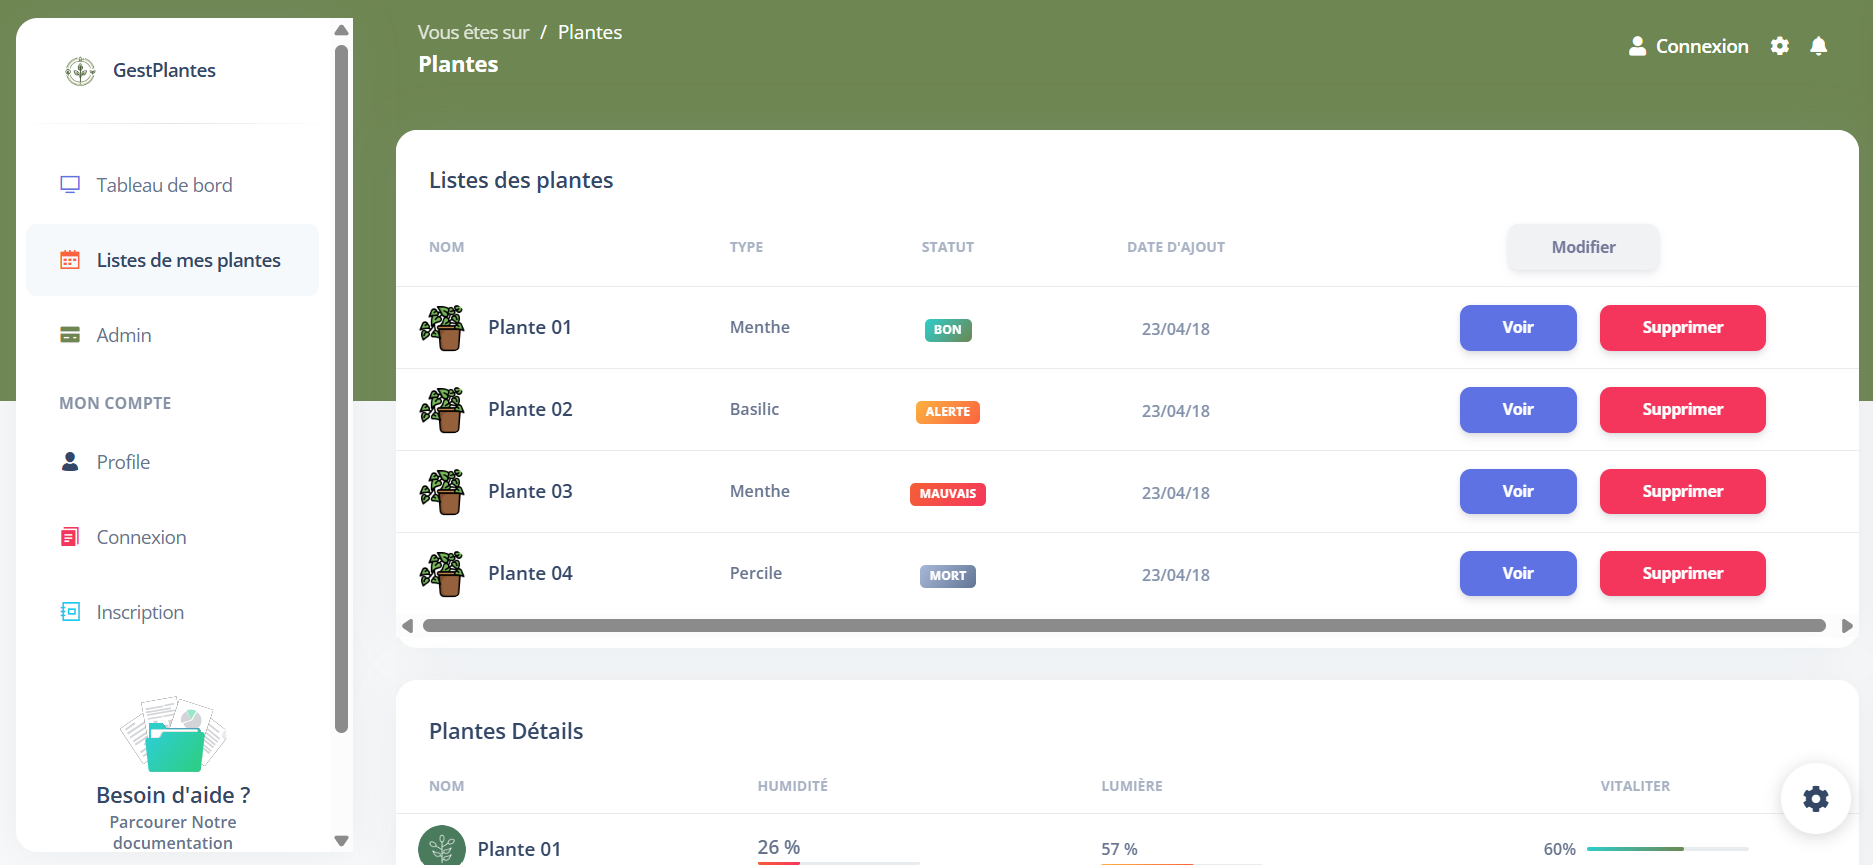 GestPlantes
Tableau de bord
Listes de mes plantes
Admin
MON COMPTE
Profile
Connexion
Inscription
Besoin d'aide ?
Parcourer Notre
documentation
Vous êtes sur / Plantes
Plantes
Connexion
Listes des plantes
NOM TYPE STATUT DATE D'AJOUT Modifier
Plante 01 Menthe BON 23/04/18 Voir Supprimer
Plante 02 Basilic ALERTE 23/04/18 Voir Supprimer
Plante 03 Menthe MAUVAIS 23/04/18 Voir Supprimer
Plante 04 Percile MORT 23/04/18 Voir Supprimer
Plantes Détails
NOM HUMIDITÉ LUMIÈRE VITALITER
Plante 01 26 % 57 % 60%